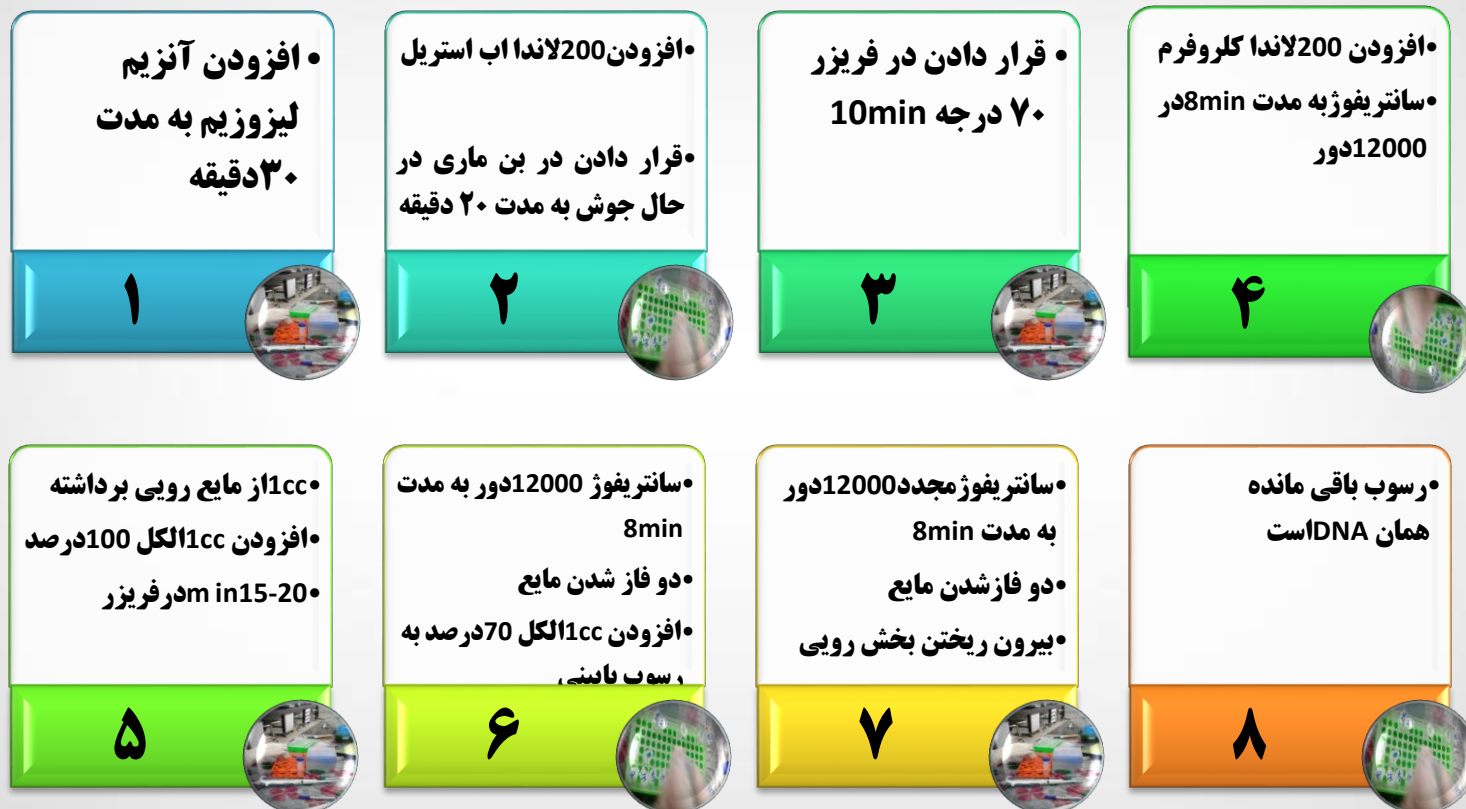 • افزودن آنزیم
لیزوزیم به مدت
۳۰دقیقه
۱
•افزودن200لاندا اب استریل
•قرار دادن در بن ماری در
حال جوش به مدت ۲۰ دقیقه
۲
• قرار دادن در فریزر
۷۰ درجه 10min
۳
•افزودن 200لاندا کلروفرم
•سانتریفوژبه مدت 8minدر
12000دور
۴
•1ccاز مایع رویی برداشته
•افزودن 1ccالکل 100درصد
•m in15-20درفریزر
۵
•سانتریفوژ 12000دور به مدت
8min
•دو فاز شدن مایع
•افزودن 1ccالکل 70درصد به
رسوب پایینی
۶
•سانتریفوژمجدد12000دور
به مدت 8min
•دو فازشدن مایع
•بیرون ریختن بخش رویی
۷
•رسوب باقی مانده
همان DNAاست
۸